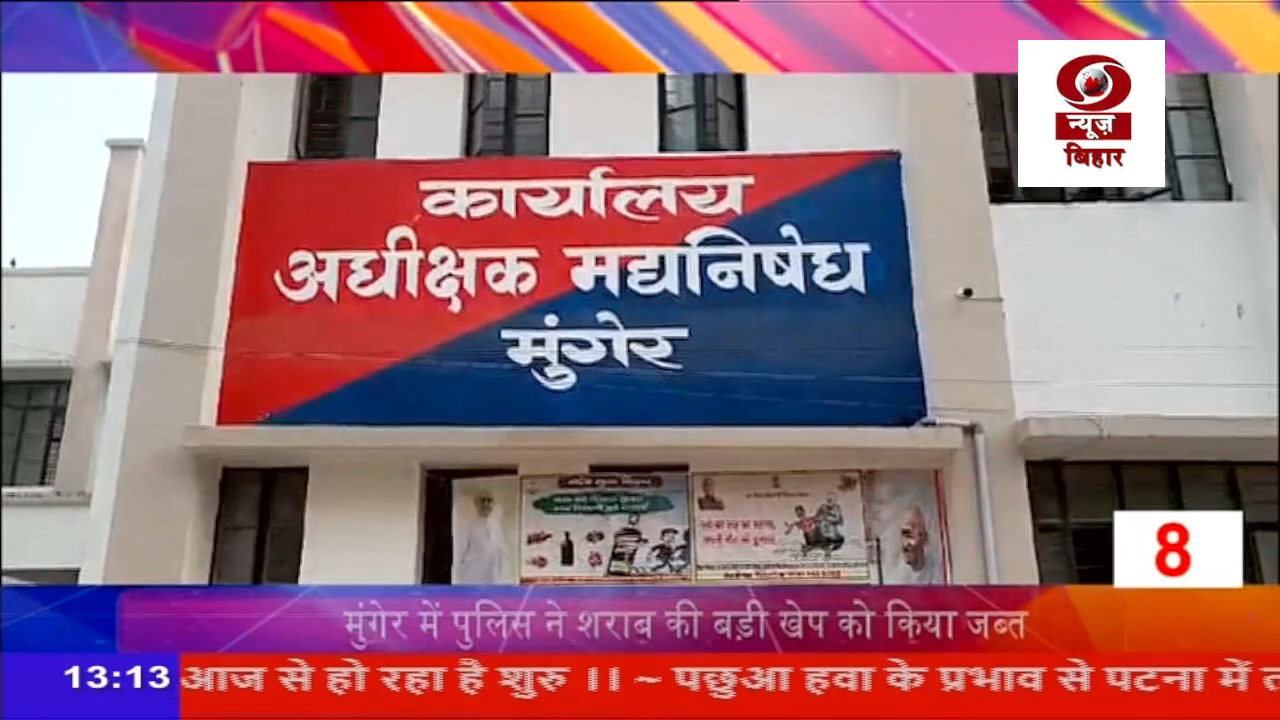 न्यूज़
बिहार
कार्यालय
अधीक्षक मद्यनिषेध
मुंगेर
8
मुंगेर में पुलिस ने शराब की बड़ी खेप को किया जब्त
13:13 आज से हो रहा है शुरु ।। ~ पछुआ हवा के प्रभाव से पटना में